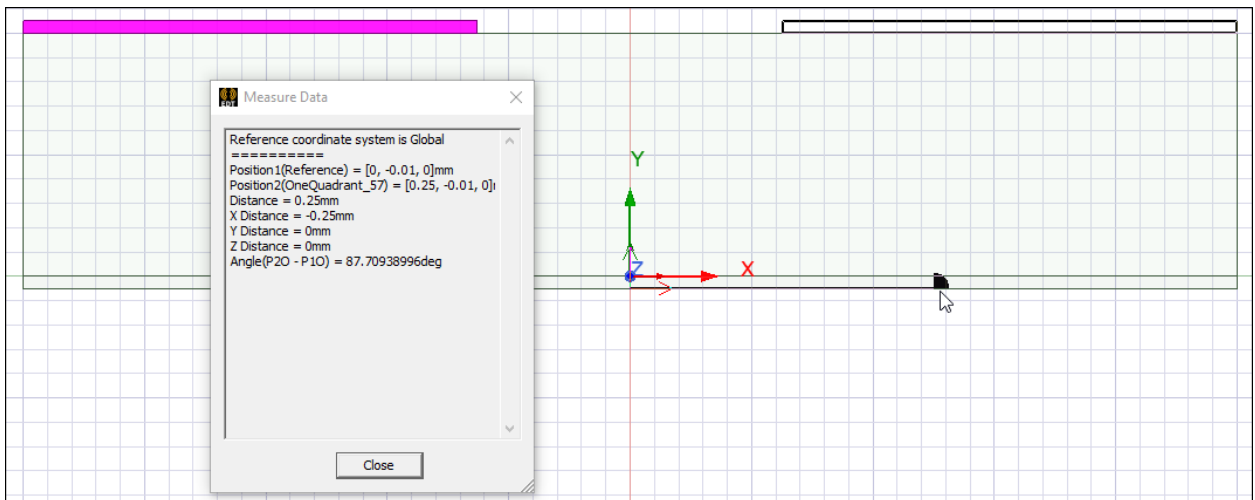 Measure Data
Reference coordinate system is Global
==========
Position1(Reference) = [0, -0.01, 0]mm
Position2(OneQuadrant_57) = [0.25, -0.01, 0]r
Distance = 0.25mm
X Distance = -0.25mm
Y Distance = 0mm
Z Distance = 0mm
Angle(P2O - P1O) = 87.70938996deg
Close
Y
Z
X